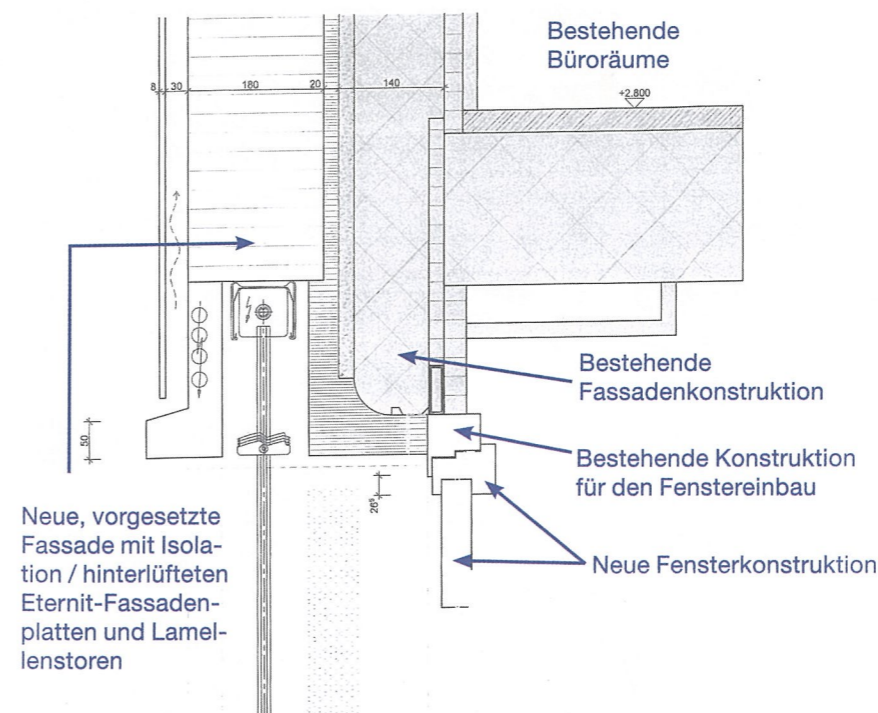 Bestehende
Büroräume
+2.800
8 30 180 20 140
Bestehende
Fassadenkonstruktion
50
Bestehende Konstruktion
für den Fenstereinbau
26⁵
Neue, vorgesetzte
Fassade mit Isola-
tion / hinterlüfteten
Eternit-Fassaden-
platten und Lamel-
lenstoren
Neue Fensterkonstruktion